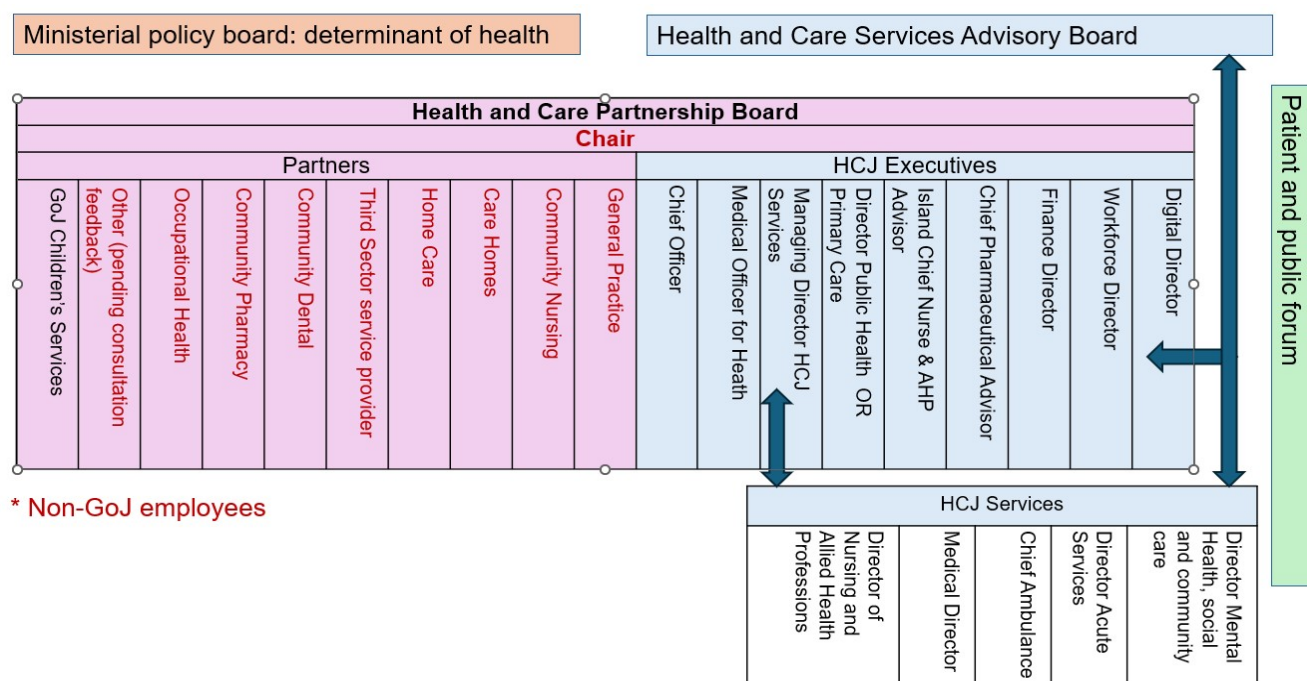 Ministerial policy board: determinant of health
Health and Care Services Advisory Board
Patient and public forum
Health and Care Partnership Board
Chair
Partners
HCJ Executives
GoJ Children's Services
Other (pending consultation
feedback)
Occupational Health
Community Pharmacy
Community Dental
Third Sector service provider
Home Care
Care Homes
Community Nursing
General Practice
Chief Officer
Medical Officer for Heath
Managing Director HCJ
Services
Director Public Health OR
Primary Care
Island Chief Nurse & AHP
Advisor
Chief Pharmaceutical Advisor
Finance Director
Workforce Director
Digital Director
* Non-GoJ employees
HCJ Services
Director of
Nursing and
Allied Health
Professions
Medical Director
Chief Ambulance
Director Acute
Services
Director Mental
Health, social
and community
care